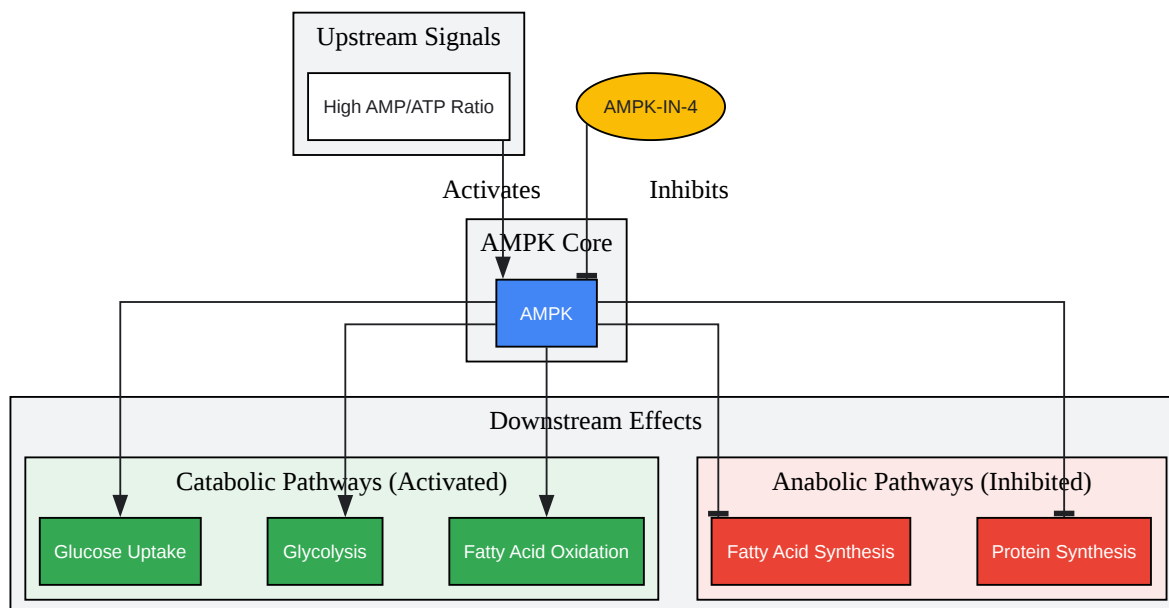 Upstream Signals
High AMP/ATP Ratio
AMPK-IN-4
Activates
Inhibits
AMPK Core
AMPK
Downstream Effects
Catabolic Pathways (Activated)
Anabolic Pathways (Inhibited)
Glucose Uptake
Glycolysis
Fatty Acid Oxidation
Fatty Acid Synthesis
Protein Synthesis